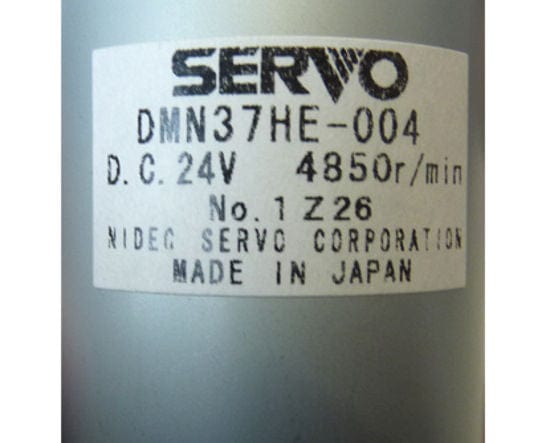 SERVO
DMN37HE-004
D.C.24V 4850r/min
No.1Z26
NIDEC SERVO CORPORATION
MADE IN JAPAN